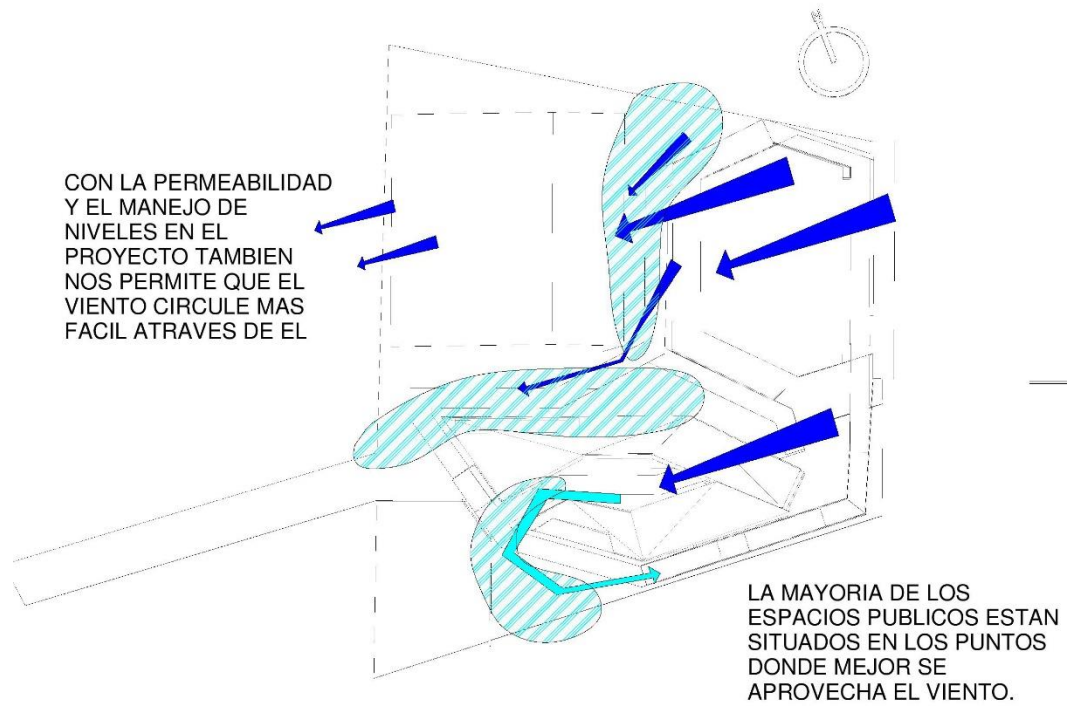 CON LA PERMEABILIDAD
Y EL MANEJO DE
NIVELES EN EL
PROYECTO TAMBIEN
NOS PERMITE QUE EL
VIENTO CIRCULE MAS
FACIL ATRAVES DE EL
LA MAYORIA DE LOS
ESPACIOS PUBLICOS ESTAN
SITUADOS EN LOS PUNTOS
DONDE MEJOR SE
APROVECHA EL VIENTO.